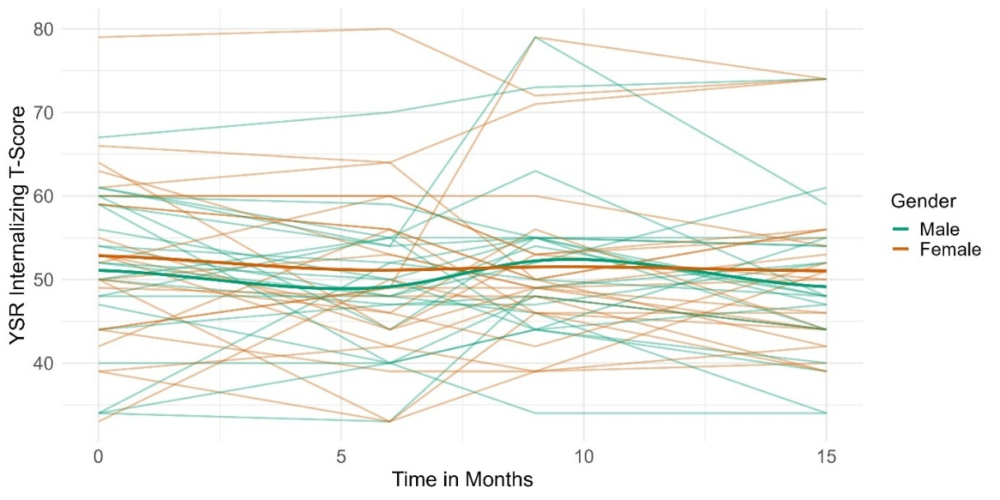 80
70
60
50
40
YSR Internalizing T-Score
0 5 10 15
Time in Months
Gender
Male
Female